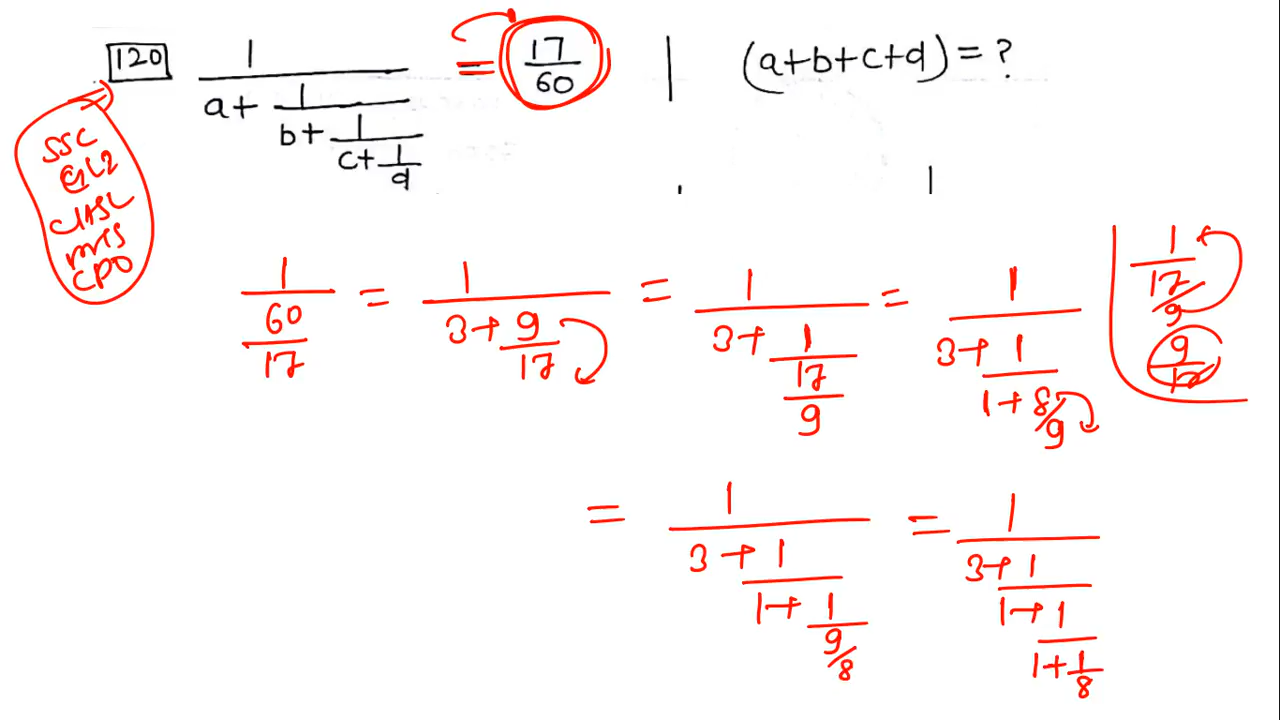 120 1/(a+1/(b+1/(c+1/d))) = 17/60 | (a+b+c+d) = ?
SSC
CGL2
CHSL
MTS
CPO
1/(60/17) = 1/(3+9/17) = 1/(3+1/(17/9)) = 1/(3+1/(1+8/9))
1/(17/9)
9/17
= 1/(3+1/(1+1/(9/8))) = 1/(3+1/(1+1/(1+1/8)))